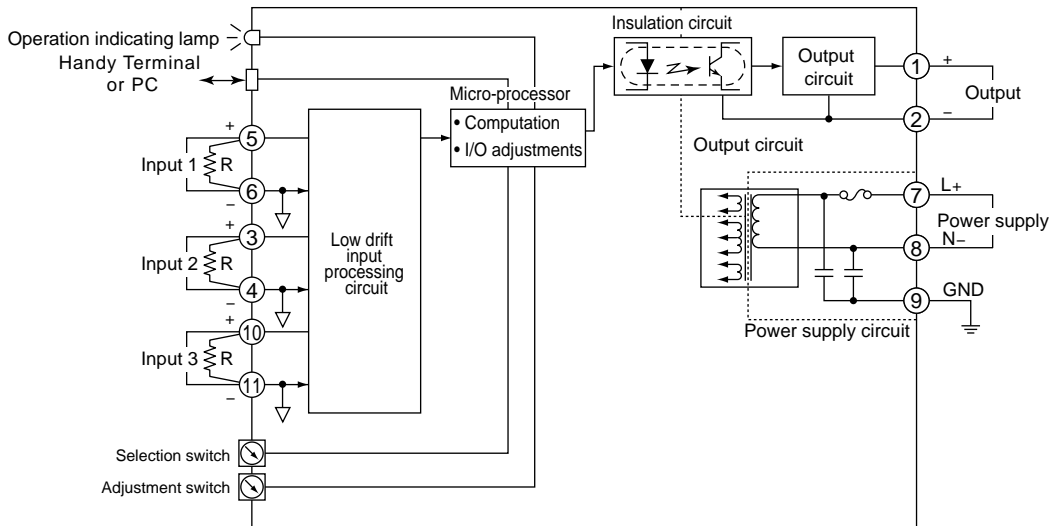 Insulation circuit
Operation indicating lamp
Handy Terminal
or PC
Micro-processor
• Computation
• I/O adjustments
Output
circuit
1
+
Output
2
−
Output circuit
+
5
Input 1
R
6
−
+
3
Input 2
R
4
−
+
10
Input 3
R
11
−
Low drift
input
processing
circuit
7
L+
Power supply
8
N−
9
GND
Power supply circuit
Selection switch
Adjustment switch